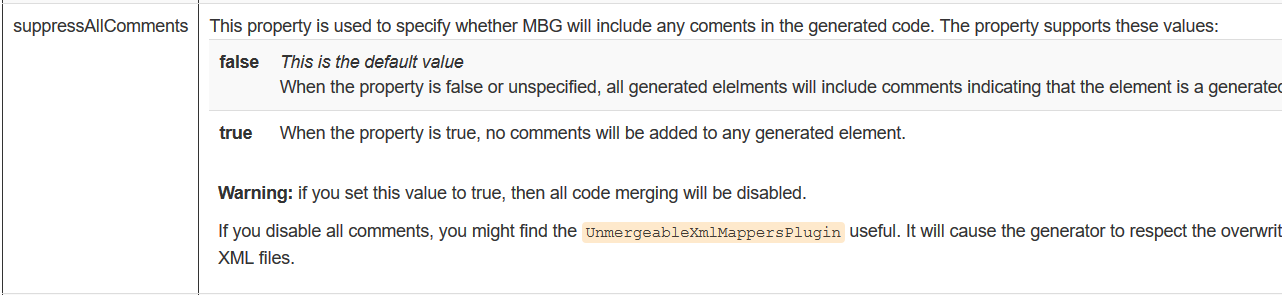 suppressAllComments This property is used to specify whether MBG will include any coments in the generated code. The property supports these values:
false This is the default value
When the property is false or unspecified, all generated elelments will include comments indicating that the element is a generated
true When the property is true, no comments will be added to any generated element.
Warning: if you set this value to true, then all code merging will be disabled.
If you disable all comments, you might find the UnmergeableXmlMappersPlugin useful. It will cause the generator to respect the overwrit
XML files.